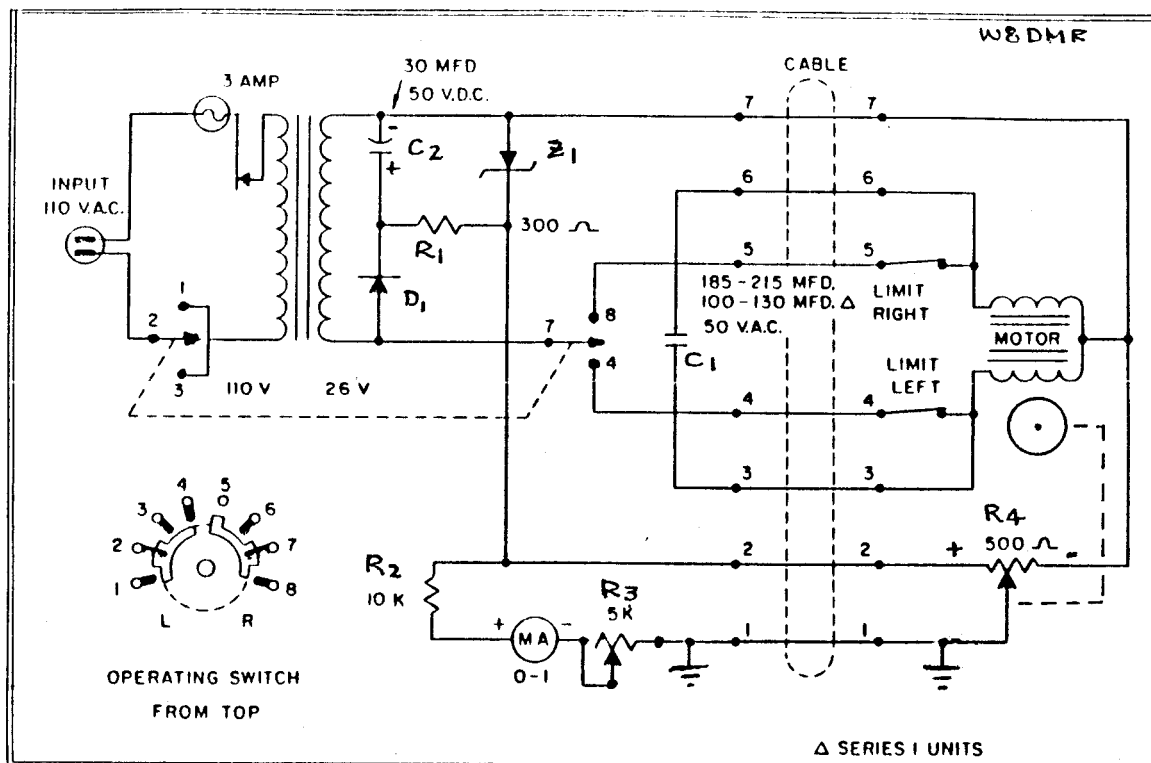 W8DMR
30 MFD
50 V.D.C.
CABLE
3 AMP
7 7
- C2
+
Z1
6 6
INPUT
110 V.A.C.
300 Ω
R1
5 5
185-215 MFD.
100-130 MFD. Δ
50 V.A.C.
LIMIT
RIGHT
1
D1
8
2
7
MOTOR
4
C1
LIMIT
LEFT
3
110 V 26 V
4 4
3 3
4 5
3 6
2 7
1 8
L R
R4
2 2
+ 500 Ω -
R2
10 K
R3
5K
+ MA -
0-1
1 1
OPERATING SWITCH
FROM TOP
Δ SERIES 1 UNITS